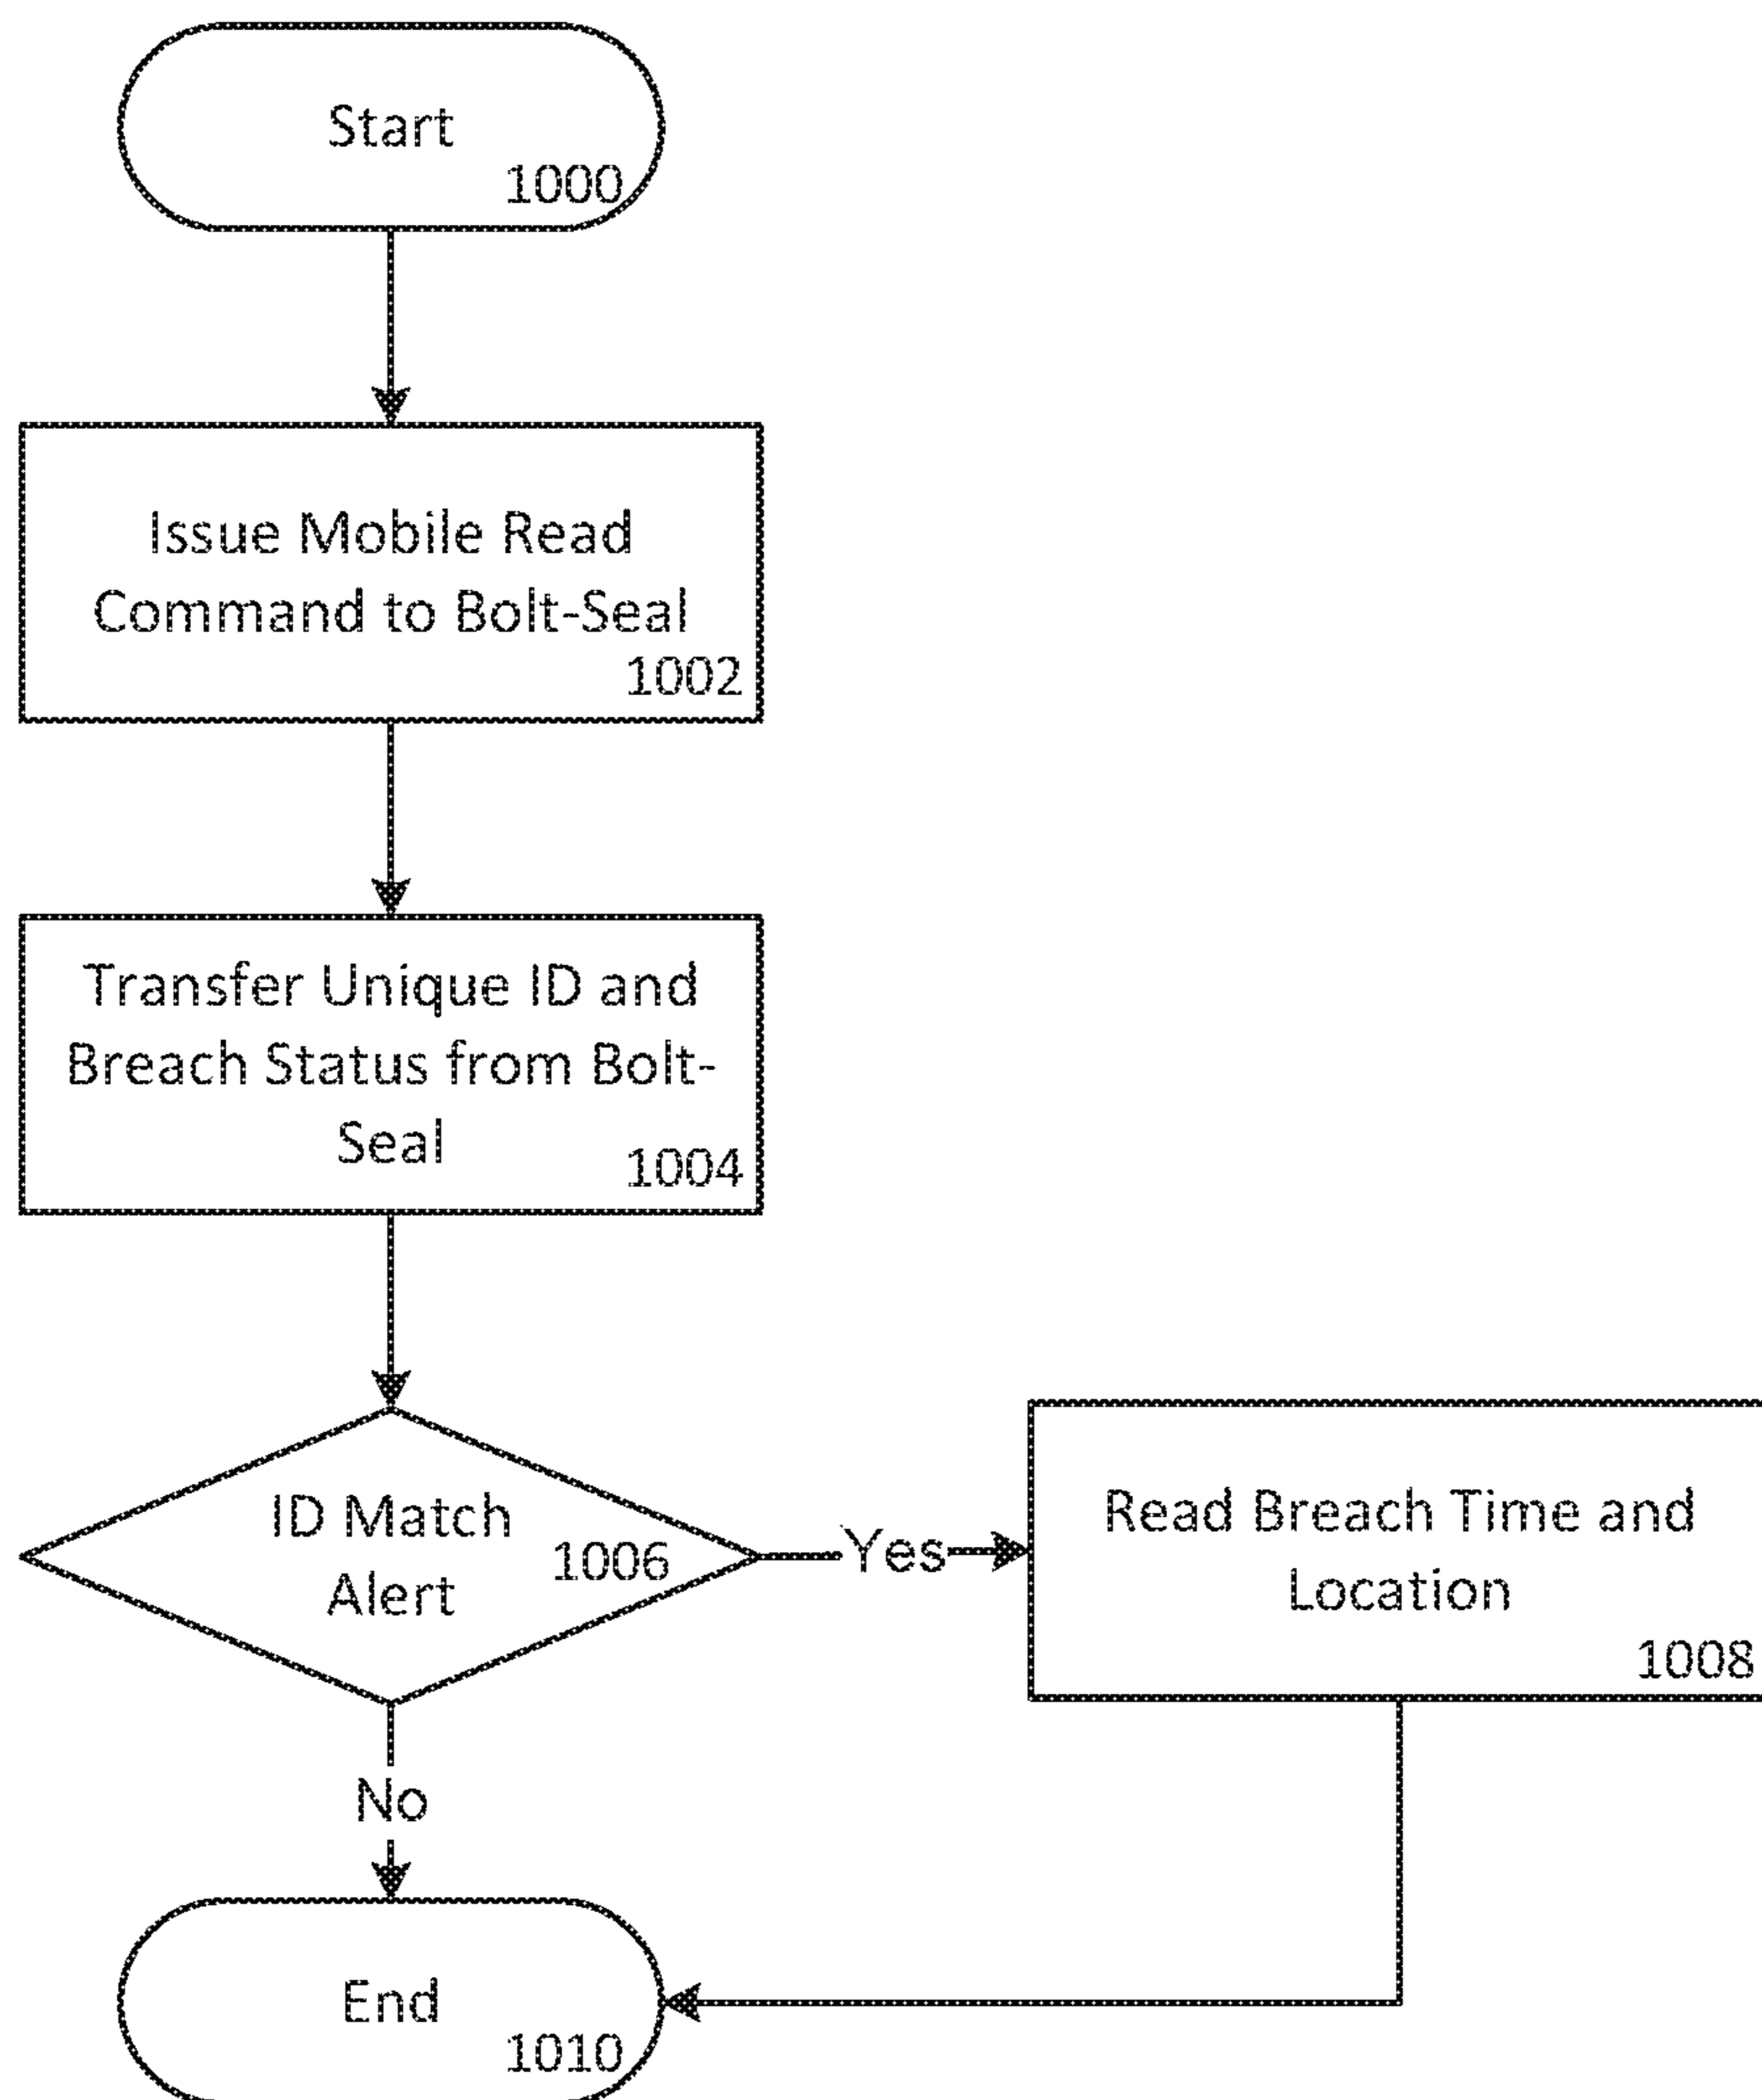 Start
1000
Issue Mobile Read
Command to Bolt-Seal
1002
Transfer Unique ID and
Breach Status from Bolt-
Seal
1004
ID Match
Alert
1006
Yes
Read Breach Time and
Location
1008
No
End
1010